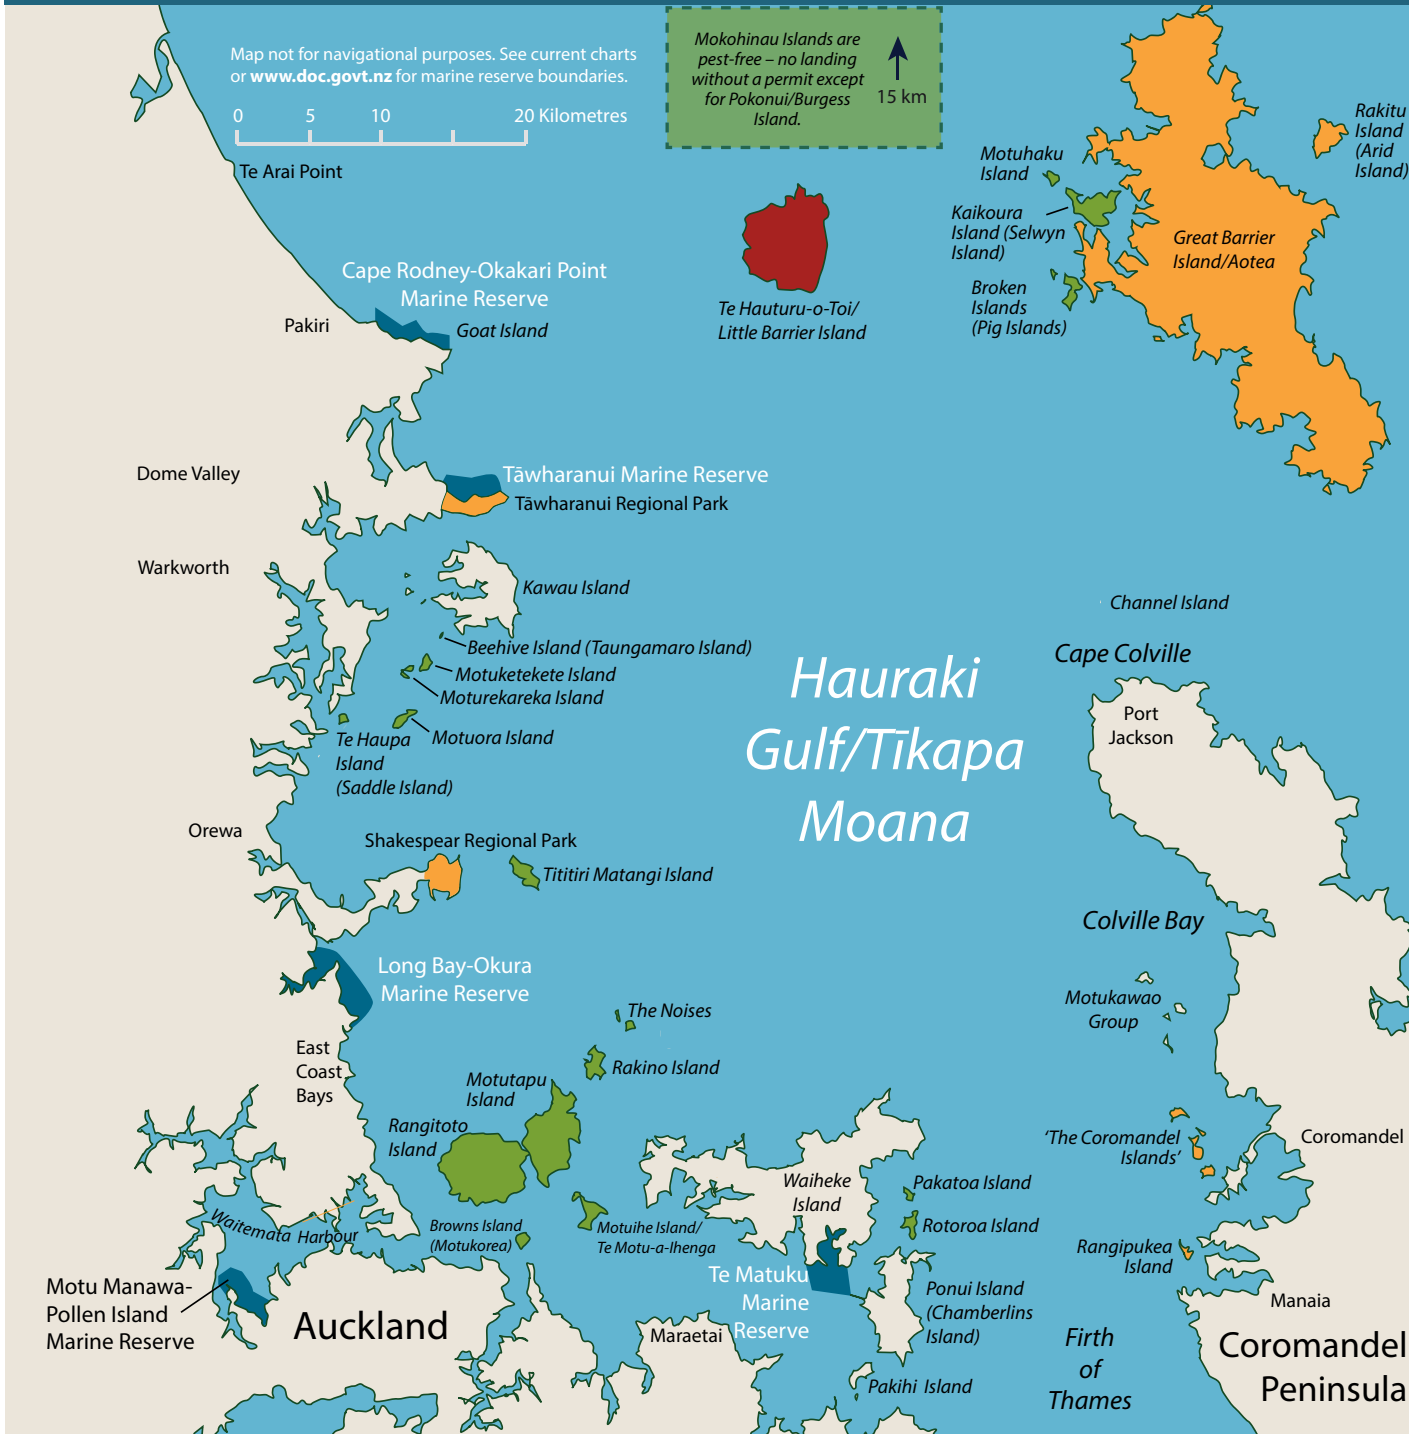 Map not for navigational purposes. See current charts
or www.doc.govt.nz for marine reserve boundaries.
0 5 10 20 Kilometres
Mokohinau Islands are
pest-free – no landing
without a permit except
for Pokonui/Burgess
Island.
15 km
Rakitu
Island
(Arid
Island)
Motuhaku
Island
Kaikoura
Island (Selwyn
Island)
Broken
Islands
(Pig Islands)
Great Barrier
Island/Aotea
Te Arai Point
Cape Rodney-Okakari Point
Marine Reserve
Pakiri
Goat Island
Te Hauturu-o-Toi/
Little Barrier Island
Dome Valley
Tāwharanui Marine Reserve
Tāwharanui Regional Park
Warkworth
Kawau Island
Channel Island
Beehive Island (Taungamaro Island)
Motuketekete Island
Moturekareka Island
Motuora Island
Te Haupa
Island
(Saddle Island)
Hauraki
Gulf/Tīkapa
Moana
Cape Colville
Port
Jackson
Orewa
Shakespear Regional Park
Tititiri Matangi Island
Colville Bay
Long Bay-Okura
Marine Reserve
The Noises
Motukawao
Group
East
Coast
Bays
Rakino Island
Motutapu
Island
Rangitoto
Island
'The Coromandel
Islands'
Coromandel
Waiheke
Island
Pakatoa Island
Rotoroa Island
Waitemata Harbour
Browns Island
(Motukorea)
Motuihe Island/
Te Motu-a-Ihenga
Rangipukea
Island
Motu Manawa-
Pollen Island
Marine Reserve
Te Matuku
Marine
Reserve
Ponui Island
(Chamberlins
Island)
Manaia
Auckland
Maraetai
Firth
of
Thames
Coromandel
Peninsula
Pakihi Island